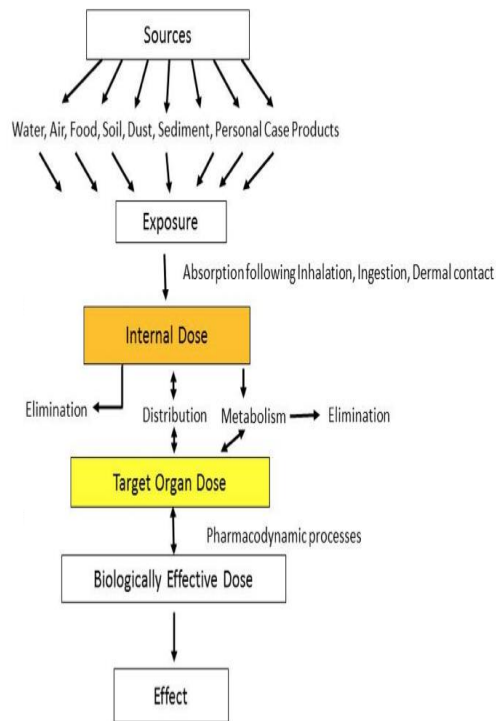 Sources
Water, Air, Food, Soil, Dust, Sediment, Personal Case Products
Exposure
Absorption following Inhalation, Ingestion, Dermal contact
Internal Dose
Elimination
Distribution
Metabolism
Elimination
Target Organ Dose
Pharmacodynamic processes
Biologically Effective Dose
Effect